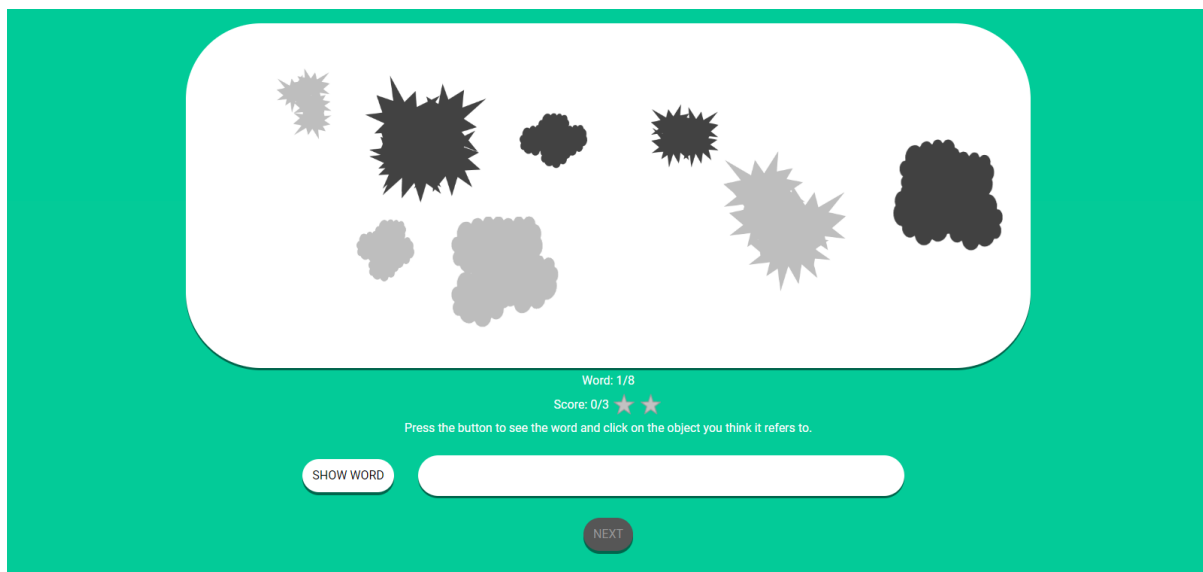 Word: 1/8
Score: 0/3
Press the button to see the word and click on the object you think it refers to.
SHOW WORD
NEXT